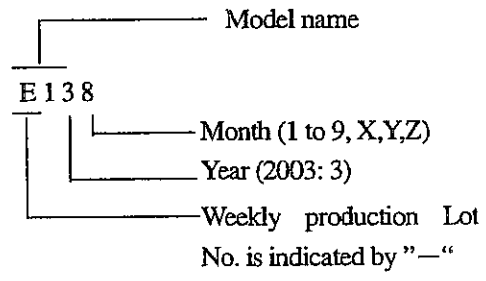 Model name
E138
Month (1 to 9, X,Y,Z)
Year (2003: 3)
Weekly production Lot
No. is indicated by ”—“